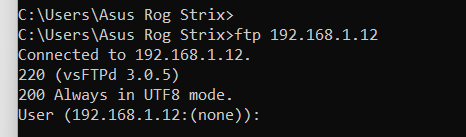 C:\Users\Asus Rog Strix>
C:\Users\Asus Rog Strix>ftp 192.168.1.12
Connected to 192.168.1.12.
220 (vsFTPd 3.0.5)
200 Always in UTF8 mode.
User (192.168.1.12:(none)):